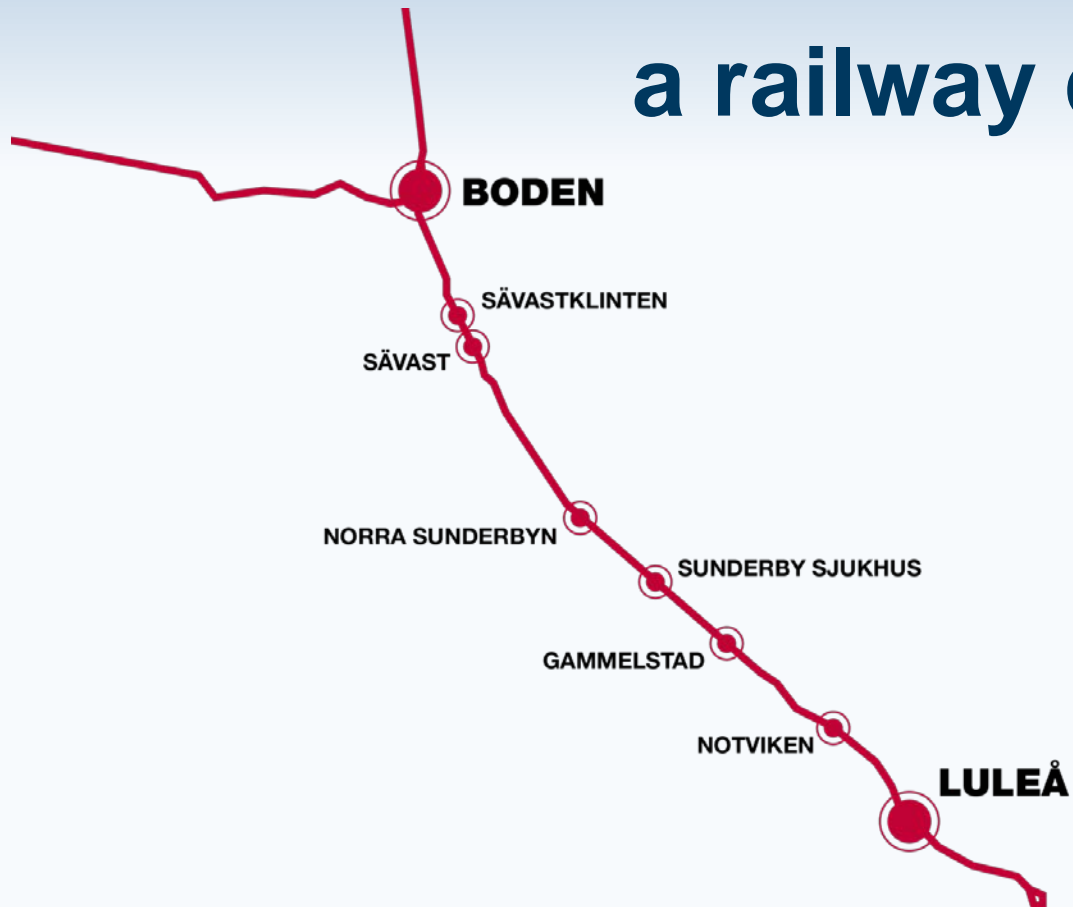 a railway
BODEN
SÄVASTKLINTEN
SÄVAST
NORRA SUNDERBYN
SUNDERBY SJUKHUS
GAMMELSTAD
NOTVIKEN
LULEÅ